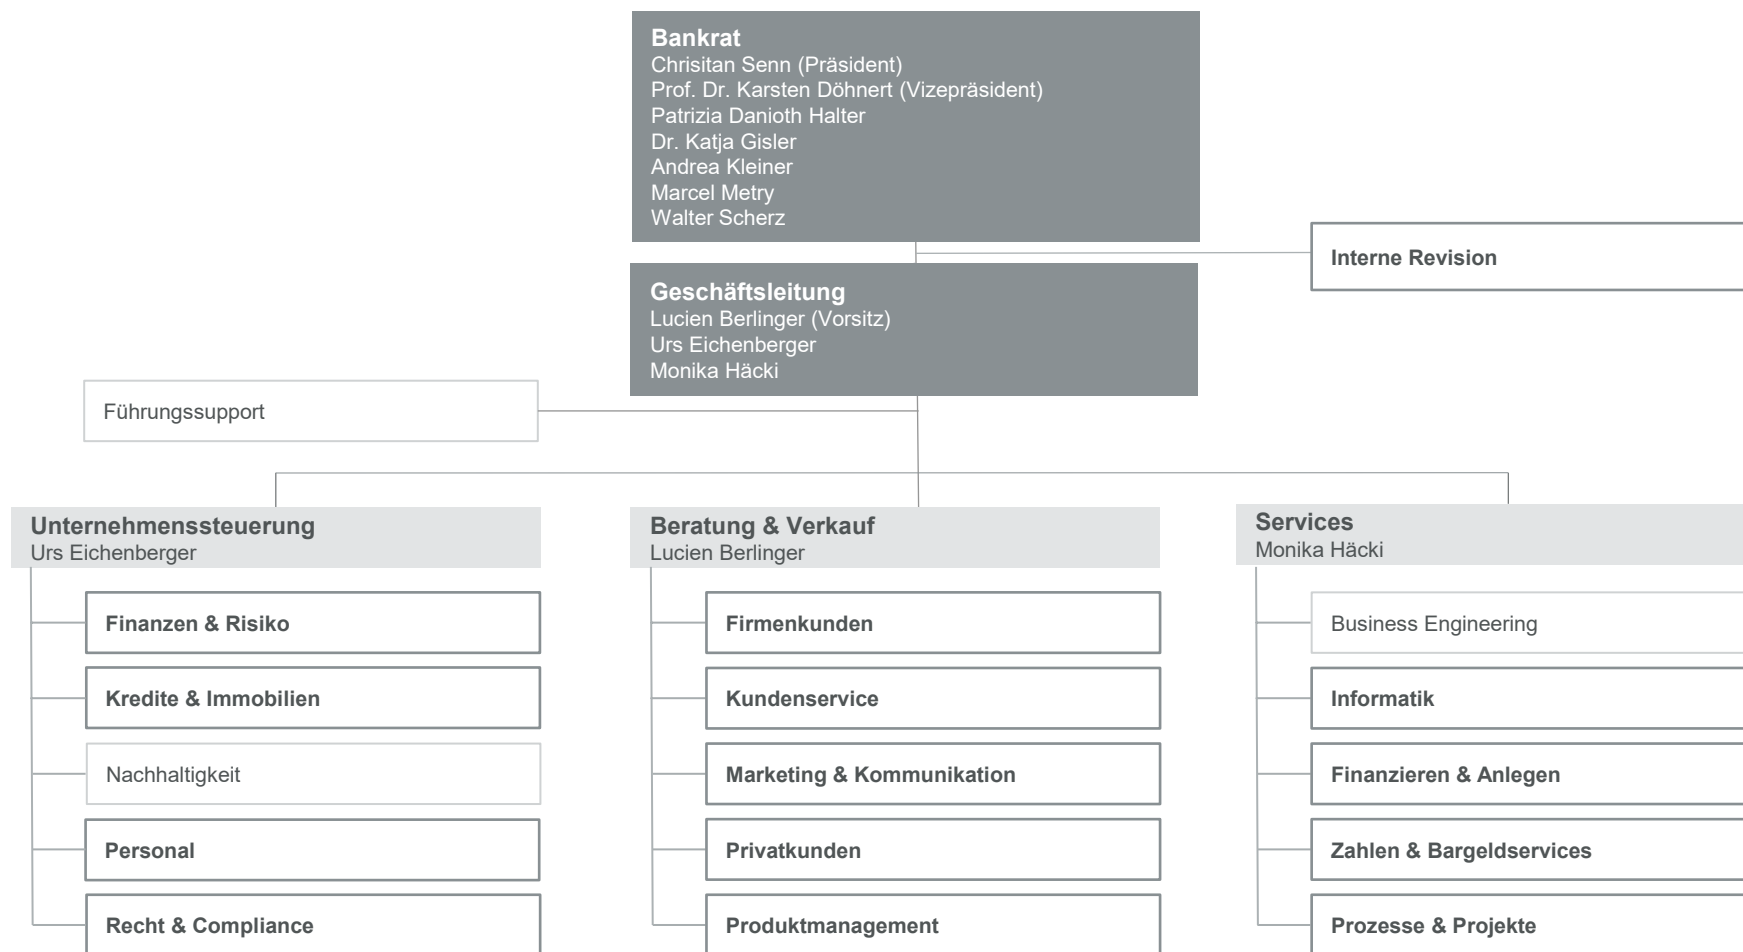 Bankrat
Chrisitan Senn (Präsident)
Prof. Dr. Karsten Döhnert (Vizepräsident)
Patrizia Danioth Halter
Dr. Katja Gisler
Andrea Kleiner
Marcel Metry
Walter Scherz
Interne Revision
Geschäftsleitung
Lucien Berlinger (Vorsitz)
Urs Eichenberger
Monika Häcki
Führungssupport
Unternehmenssteuerung
Urs Eichenberger
Finanzen & Risiko
Kredite & Immobilien
Nachhaltigkeit
Personal
Recht & Compliance
Beratung & Verkauf
Lucien Berlinger
Firmenkunden
Kundenservice
Marketing & Kommunikation
Privatkunden
Produktmanagement
Services
Monika Häcki
Business Engineering
Informatik
Finanzieren & Anlegen
Zahlen & Bargeldservices
Prozesse & Projekte